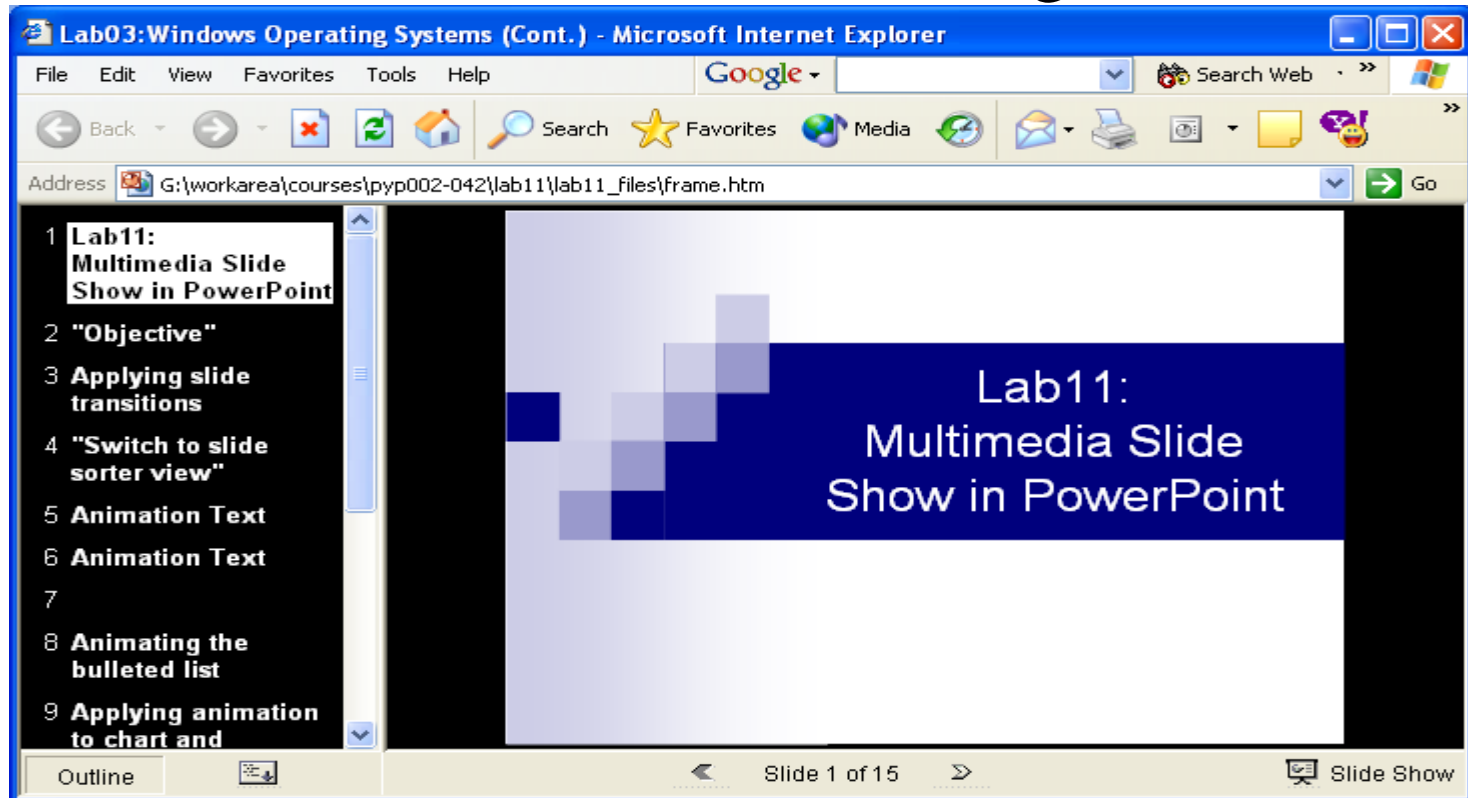 Lab03:Windows Operating Systems (Cont.) - Microsoft Internet Explorer
File Edit View Favorites Tools Help Google Search Web
Back Search Favorites Media
Address G:\workarea\courses\pyp002-042\lab11\lab11_files\frame.htm Go
1 Lab11:
Multimedia Slide
Show in PowerPoint
2 "Objective"
3 Applying slide
transitions
4 "Switch to slide
sorter view"
5 Animation Text
6 Animation Text
7
8 Animating the
bulleted list
9 Applying animation
to chart and
Lab11:
Multimedia Slide
Show in PowerPoint
Outline Slide 1 of 15 Slide Show